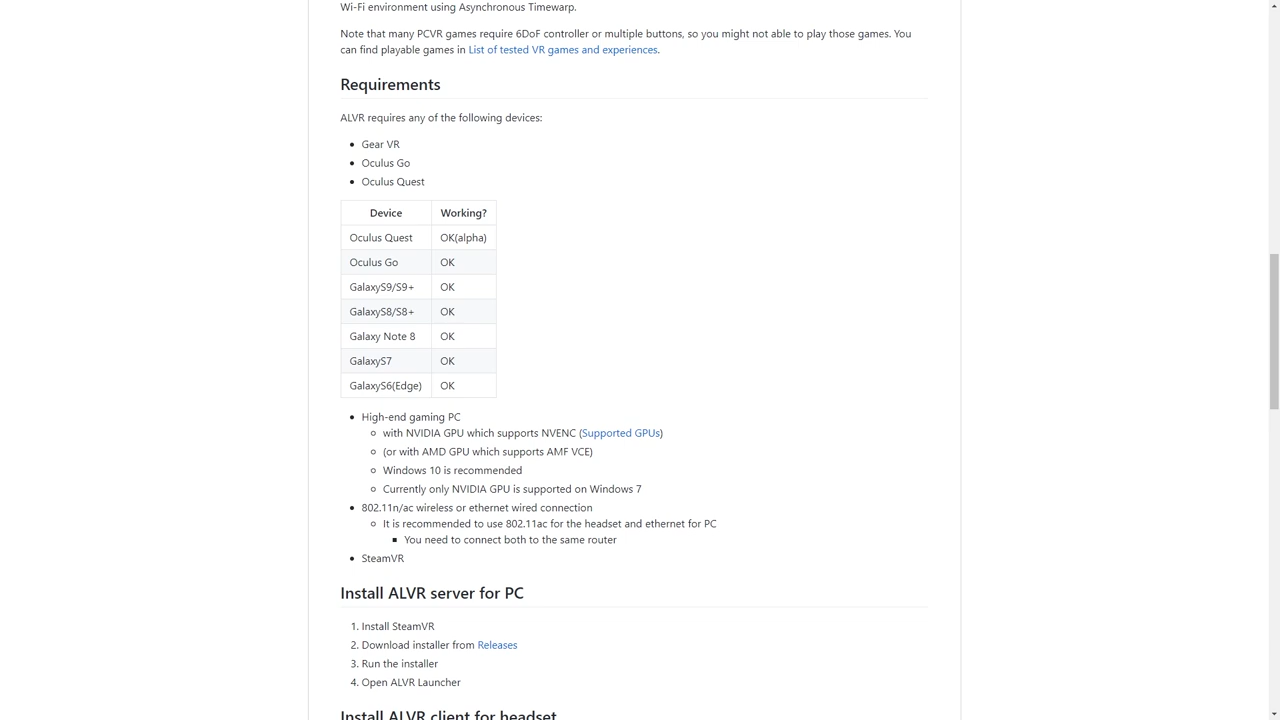 Wi-Fi environment using Asynchronous Timewarp.
Note that many PCVR games require 6DoF controller or multiple buttons, so you might not able to play those games. You
can find playable games in List of tested VR games and experiences.
Requirements
ALVR requires any of the following devices:
Gear VR
Oculus Go
Oculus Quest
Device Working?
Oculus Quest OK(alpha)
Oculus Go OK
GalaxyS9/S9+ OK
GalaxyS8/S8+ OK
Galaxy Note 8 OK
GalaxyS7 OK
GalaxyS6(Edge) OK
High-end gaming PC
with NVIDIA GPU which supports NVENC (Supported GPUs)
(or with AMD GPU which supports AMF VCE)
Windows 10 is recommended
Currently only NVIDIA GPU is supported on Windows 7
802.11n/ac wireless or ethernet wired connection
It is recommended to use 802.11ac for the headset and ethernet for PC
You need to connect both to the same router
SteamVR
Install ALVR server for PC
1. Install SteamVR
2. Download installer from Releases
3. Run the installer
4. Open ALVR Launcher
Install ALVR client for headset